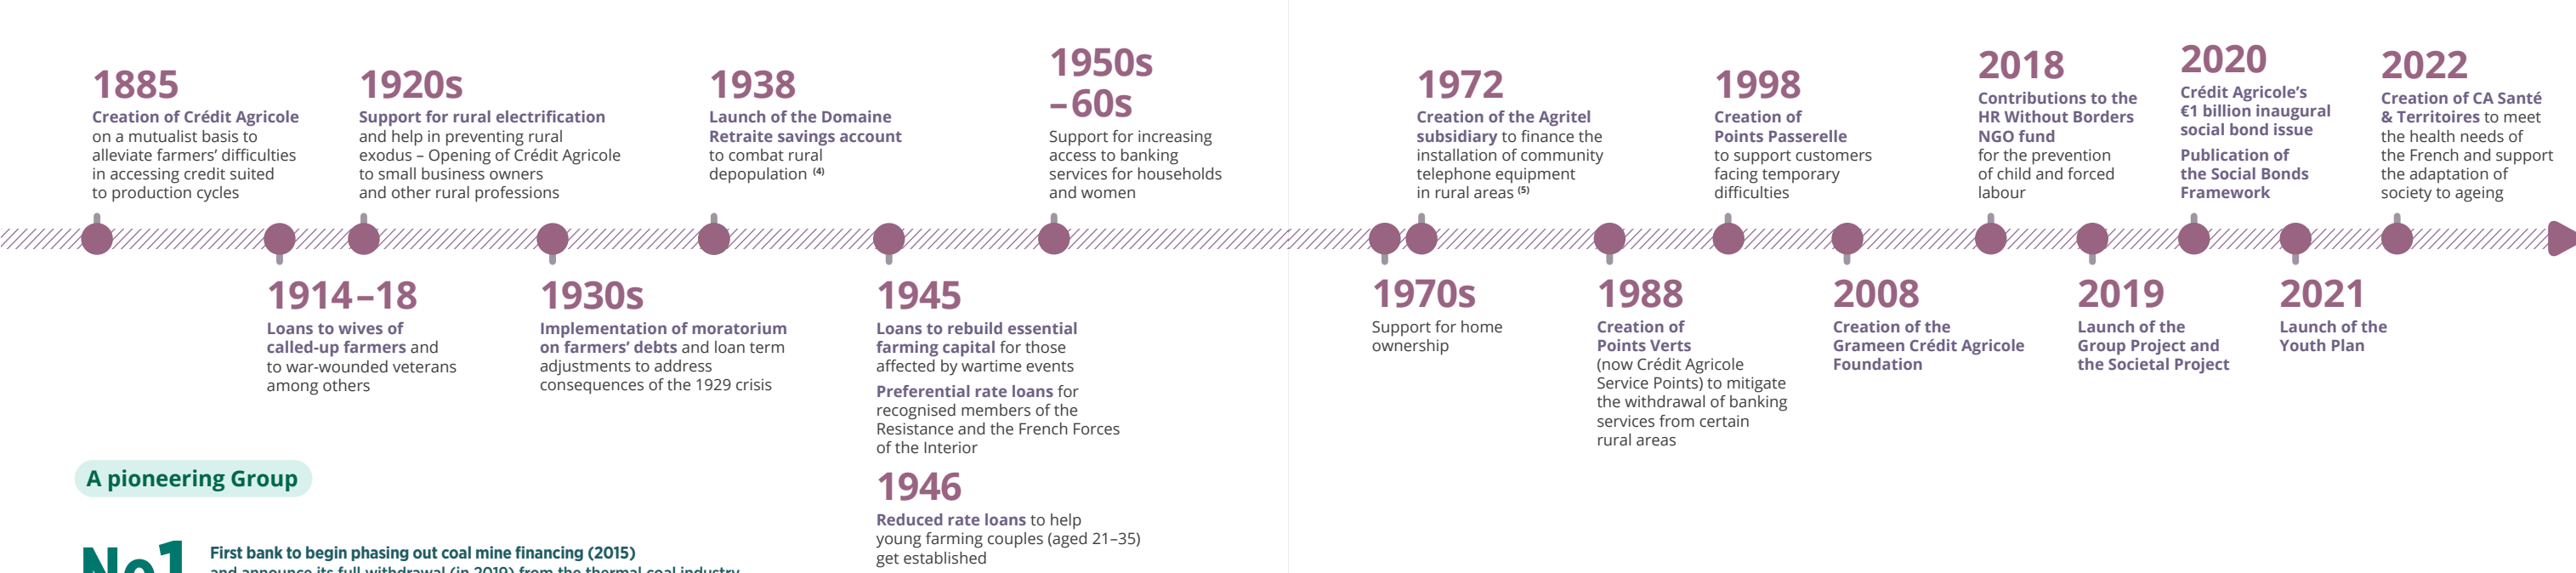 1885
Creation of Crédit Agricole
on a mutualist basis to
alleviate farmers’ difficulties
in accessing credit suited
to production cycles
1914–18
Loans to wives of
called-up farmers and
to war-wounded veterans
among others
1920s
Support for rural electrification
and help in preventing rural
exodus – Opening of Crédit Agricole
to small business owners
and other rural professions
1930s
Implementation of moratorium
on farmers’ debts and loan term
adjustments to address
consequences of the 1929 crisis
1938
Launch of the Domaine
Retraite savings account
to combat rural
depopulation (4)
1945
Loans to rebuild essential
farming capital for those
affected by wartime events
Preferential rate loans for
recognised members of the
Resistance and the French Forces
of the Interior
1946
Reduced rate loans to help
young farming couples (aged 21–35)
get established
1950s
–60s
Support for increasing
access to banking
services for households
and women
1970s
Support for home
ownership
1972
Creation of the Agritel
subsidiary to finance the
installation of community
telephone equipment
in rural areas (5)
1988
Creation of
Points Verts
(now Crédit Agricole
Service Points) to mitigate
the withdrawal of banking
services from certain
rural areas
1998
Creation of
Points Passerelle
to support customers
facing temporary
difficulties
2008
Creation of the
Grameen Crédit Agricole
Foundation
2018
Contributions to the
HR Without Borders
NGO fund
for the prevention
of child and forced
labour
2019
Launch of the
Group Project and
the Societal Project
2020
Crédit Agricole’s
€1 billion inaugural
social bond issue
Publication of
the Social Bonds
Framework
2021
Launch of the
Youth Plan
2022
Creation of CA Santé
& Territoires to meet
the health needs of
the French and support
the adaptation of
society to ageing
A pioneering Group
No1
First bank to begin phasing out coal mine financing (2015)
and announce its full withdrawal (in 2019) from the thermal coal industry